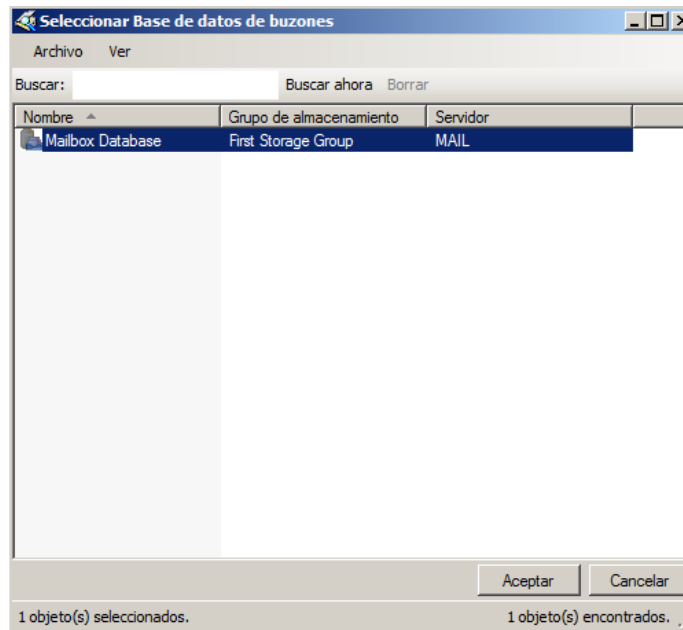 Seleccionar Base de datos de buzones
Archivo Ver
Buscar: Buscar ahora Borrar
Nombre Grupo de almacenamiento Servidor
Mailbox Database First Storage Group MAIL
Aceptar Cancelar
1 objeto(s) seleccionados. 1 objeto(s) encontrados.